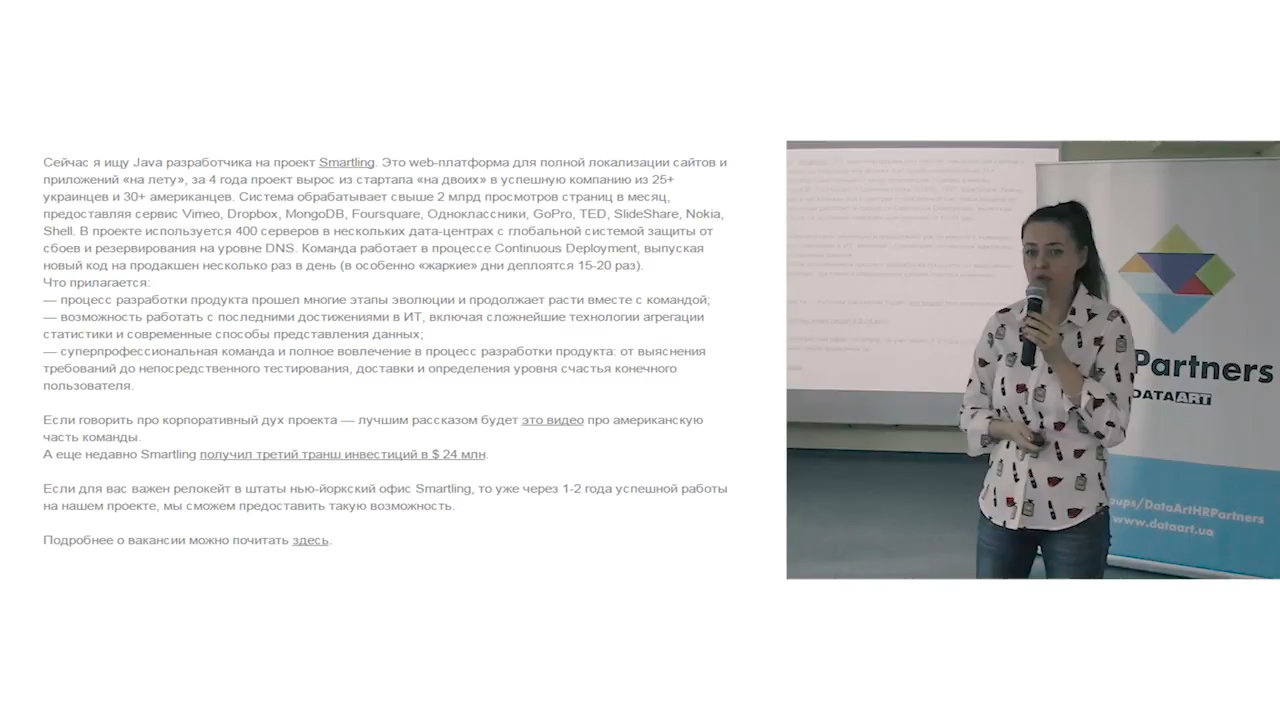 Сейчас я ищу Java разработчика на проект Smartling. Это web-платформа для полной локализации сайтов и
приложений «на лету», за 4 года проект вырос из стартапа «на двоих» в успешную компанию из 25+
украинцев и 30+ американцев. Система обрабатывает свыше 2 млрд просмотров страниц в месяц,
предоставляя сервис Vimeo, Dropbox, MongoDB, Foursquare, Одноклассники, GoPro, TED, SlideShare, Nokia,
Shell. В проекте используется 400 серверов в нескольких дата-центрах с глобальной системой защиты от
сбоев и резервирования на уровне DNS. Команда работает в процессе Continuous Deployment, выпуская
новый код на продакшен несколько раз в день (в особенно «жаркие» дни деплоятся 15-20 раз).
Что прилагается:
— процесс разработки продукта прошел многие этапы эволюции и продолжает расти вместе с командой;
— возможность работать с последними достижениями в ИТ, включая сложнейшие технологии агрегации
статистики и современные способы представления данных;
— суперпрофессиональная команда и полное вовлечение в процесс разработки продукта: от выяснения
требований до непосредственного тестирования, доставки и определения уровня счастья конечного
пользователя.
Если говорить про корпоративный дух проекта — лучшим рассказом будет это видео про американскую
часть команды.
А еще недавно Smartling получил третий транш инвестиций в $ 24 млн.
Если для вас важен релокейт в штаты нью-йоркский офис Smartling, то уже через 1-2 года успешной работы
на нашем проекте, мы сможем предоставить такую возможность.
Подробнее о вакансии можно почитать здесь.
Partners
DATAART
oups/DataArtHRPartners
www.dataart.ua